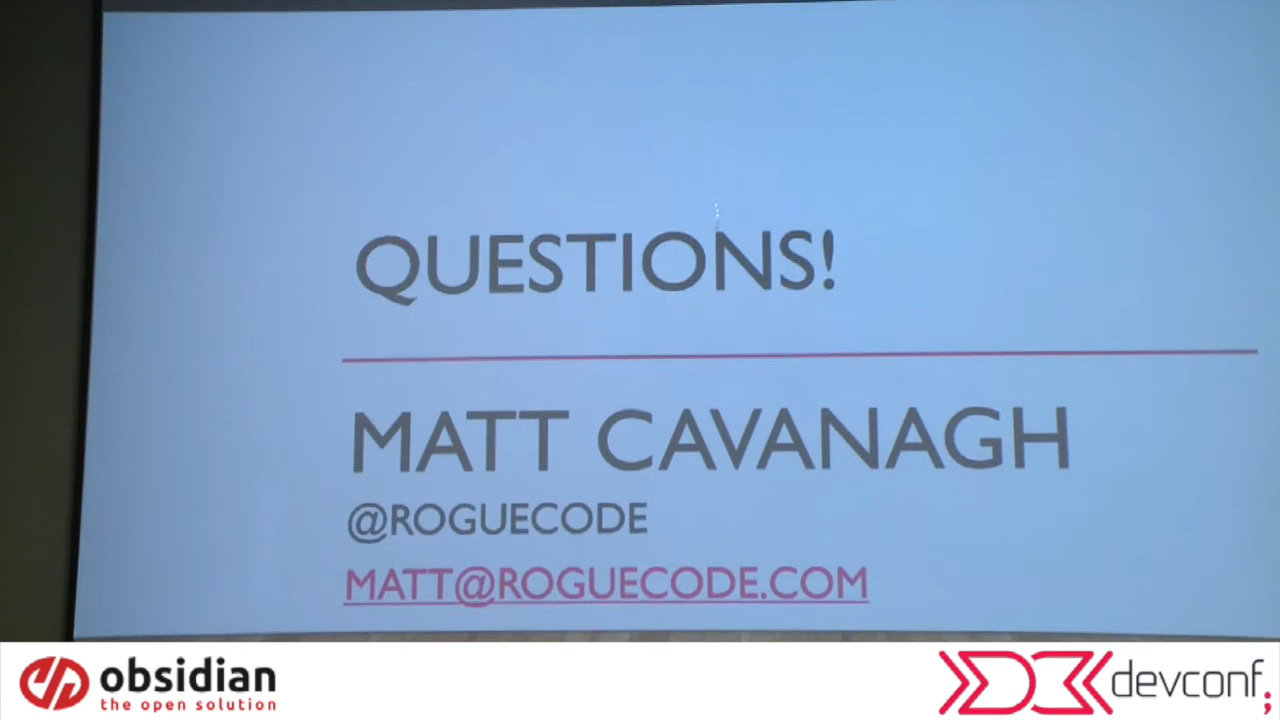 QUESTIONS!
MATT CAVANAGH
@ROGUECODE
MATT@ROGUECODE.COM
obsidian
the open solution
devconf;